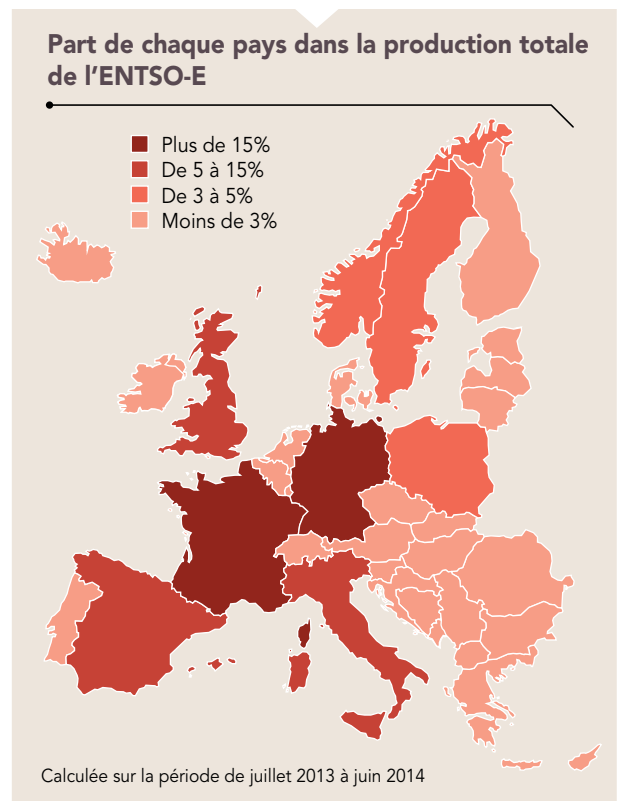 Part de chaque pays dans la production totale
de l’ENTSO-E
Plus de 15%
De 5 à 15%
De 3 à 5%
Moins de 3%
Calculée sur la période de juillet 2013 à juin 2014